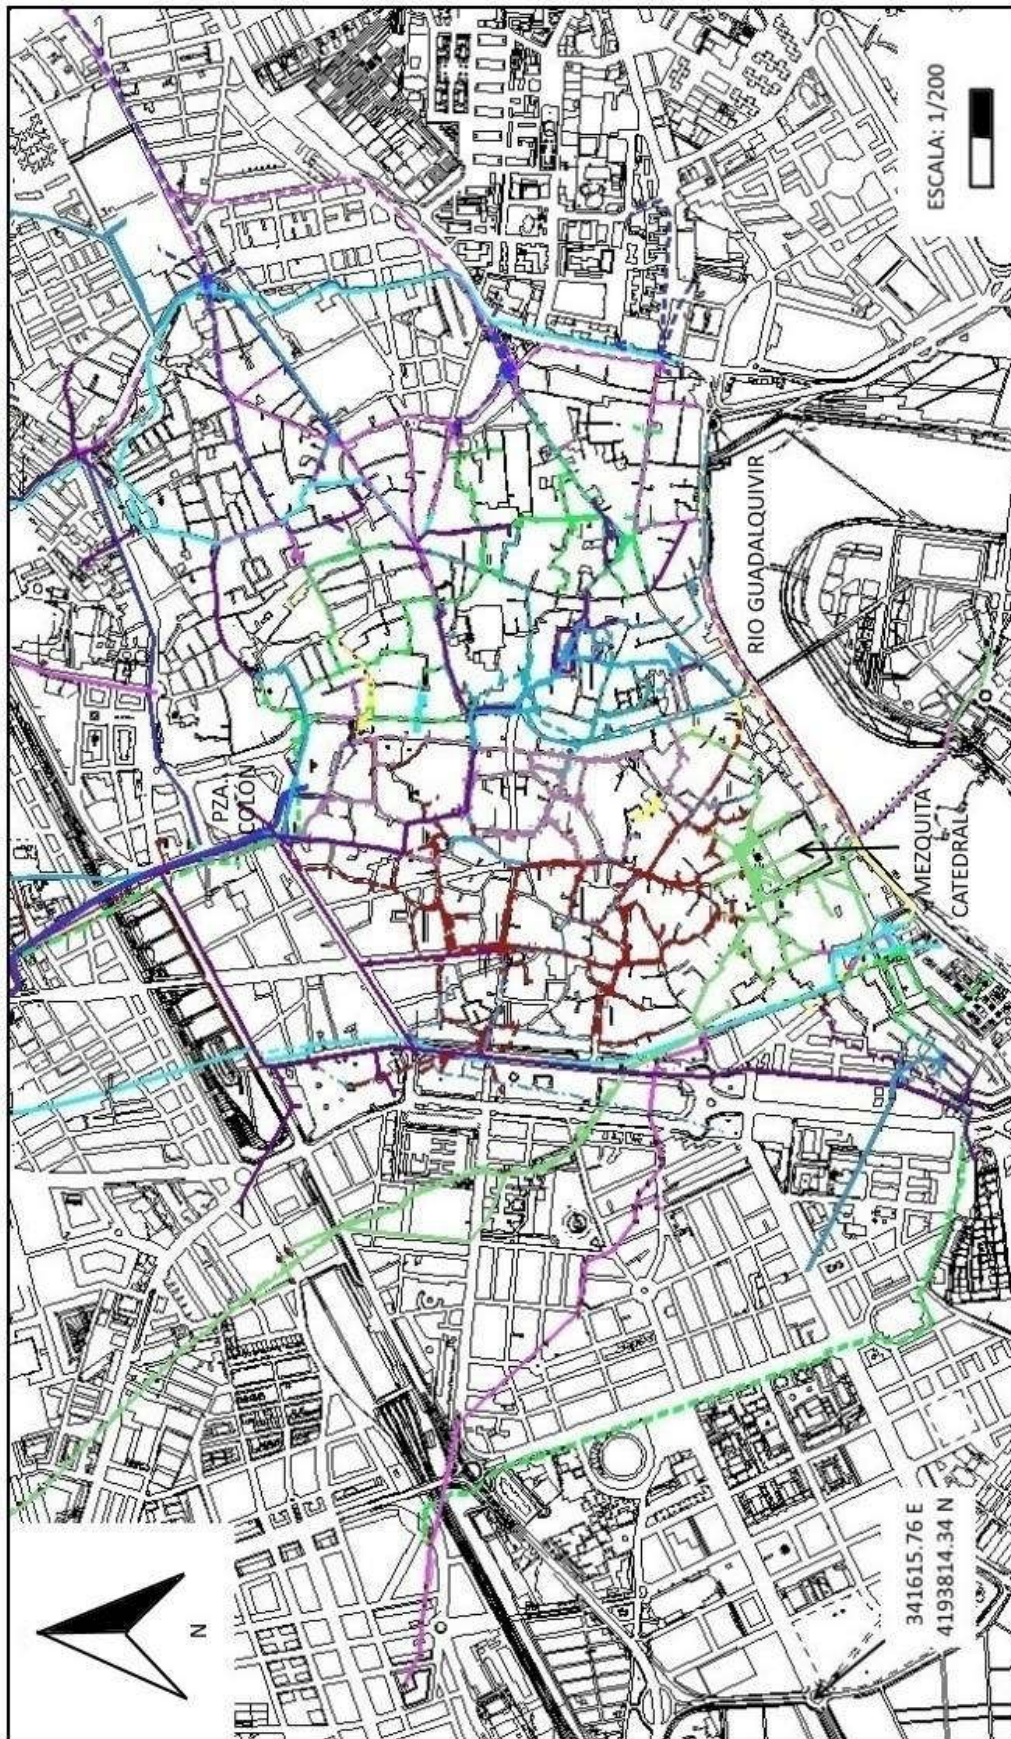 N
PZA.
COLÓN
RIO GUADALQUIVIR
MEZQUITA
CATEDRAL
ESCALA: 1/200
341615.76 E
4193814.34 N